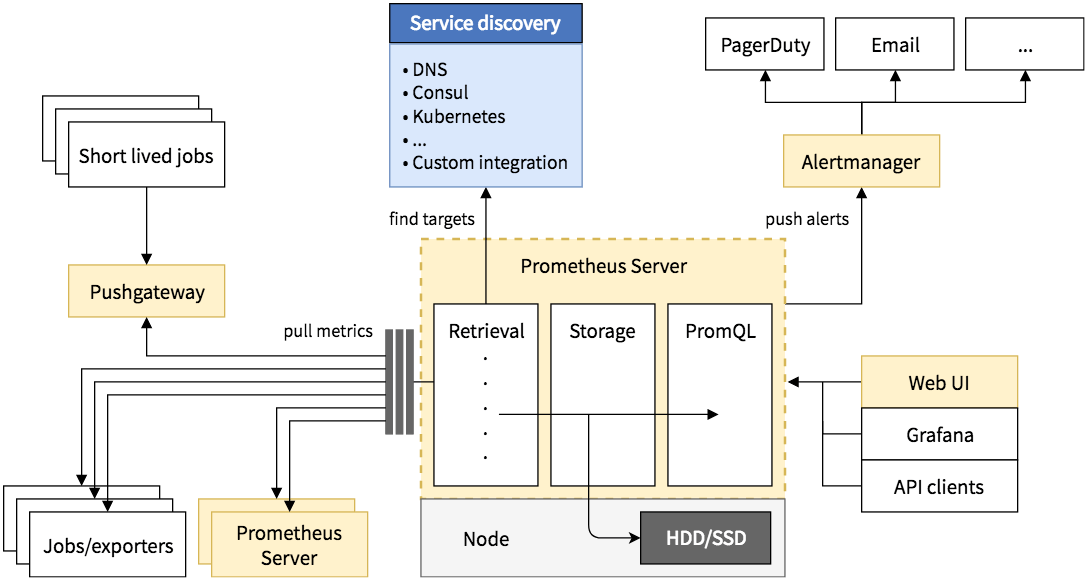 Service discovery
• DNS
• Consul
• Kubernetes
• ...
• Custom integration
PagerDuty
Email
...
Short lived jobs
Alertmanager
find targets
push alerts
Prometheus Server
Pushgateway
pull metrics
Retrieval
Storage
PromQL
Web UI
Grafana
API clients
Jobs/exporters
Prometheus
Server
Node
HDD/SSD